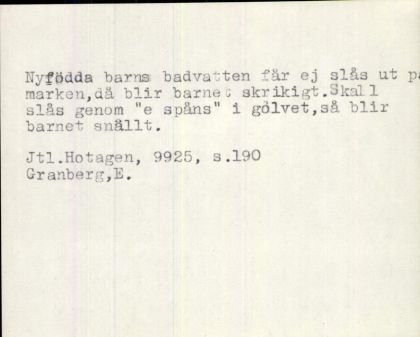 Nyfödda barns badvatten får ej slås ut på
marken,då blir barnet skrikigt.Skall
slås genom "e spåns" i gölvet,så blir
barnet snällt.
Jtl.Hotagen, 9925, s.190
Granberg,E.